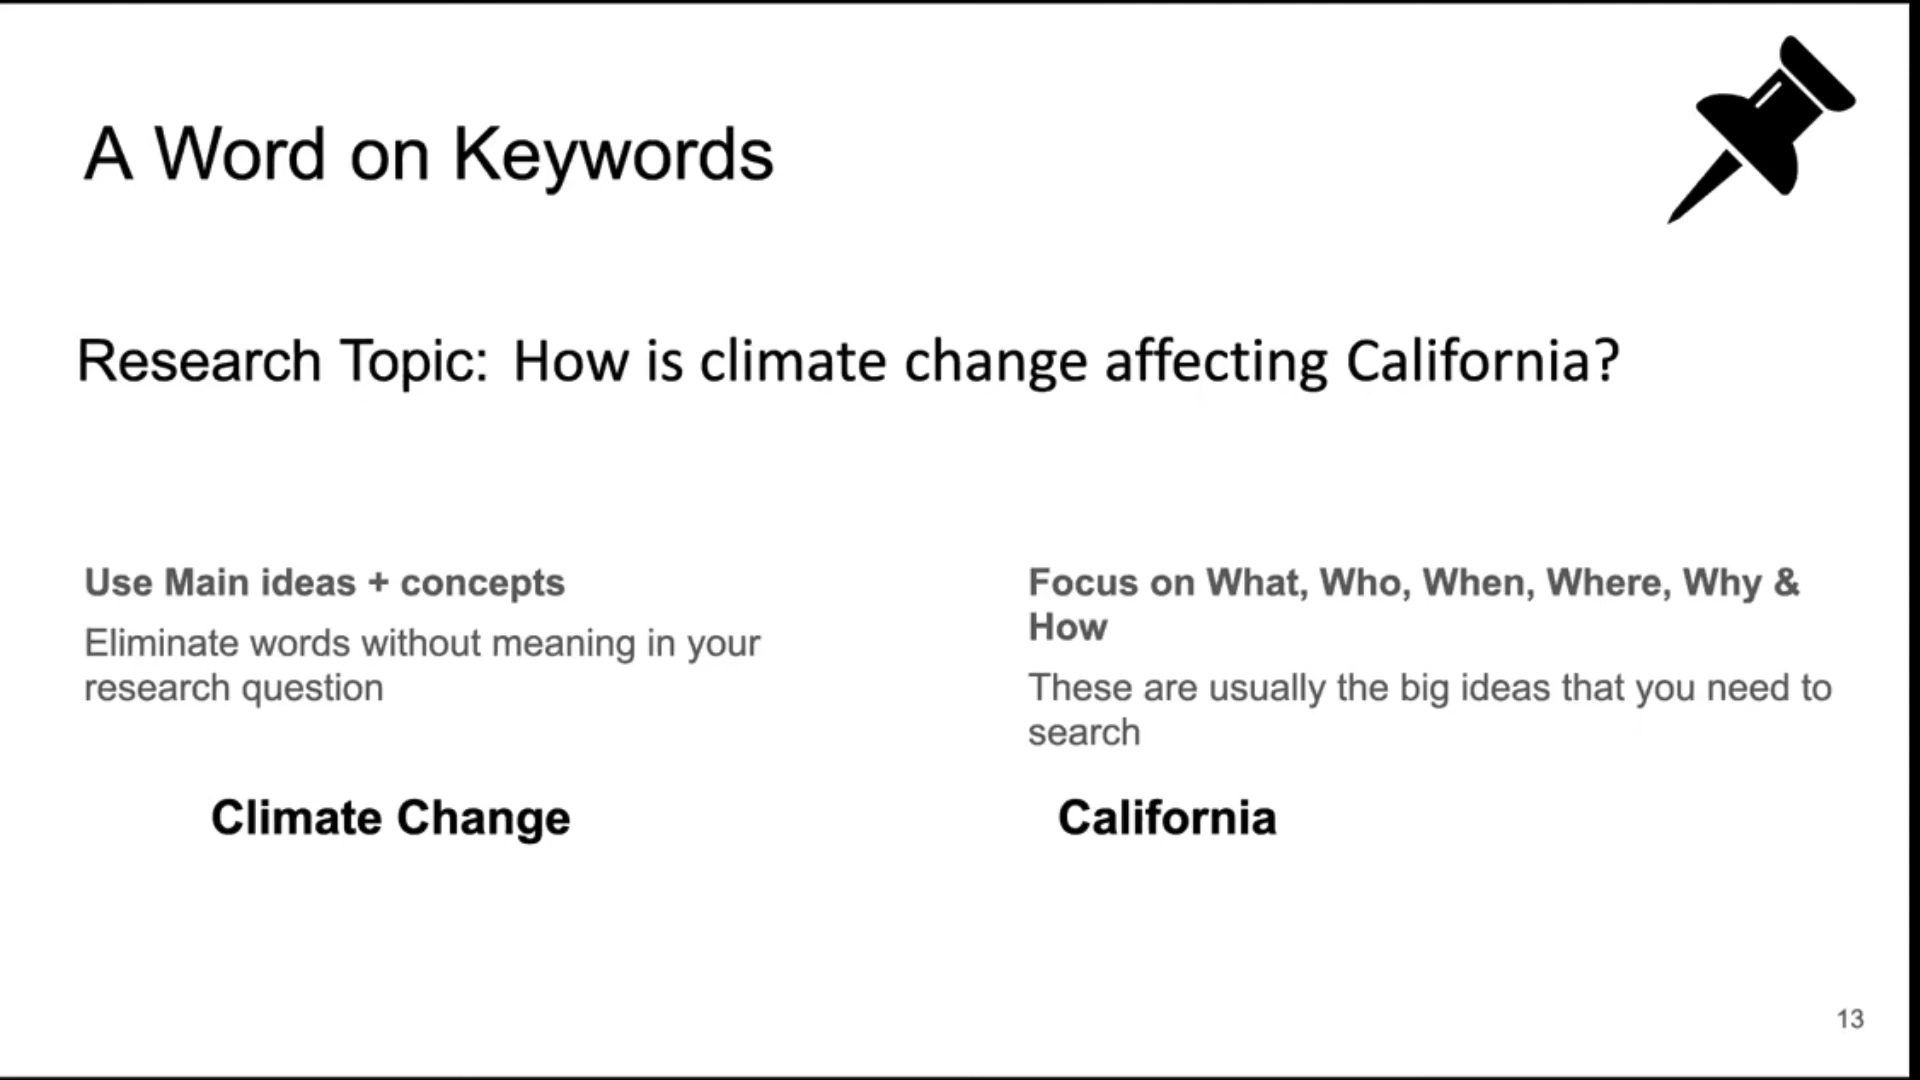 A Word on Keywords
Research Topic: How is climate change affecting California?
Use Main ideas + concepts
Eliminate words without meaning in your
research question
Climate Change
Focus on What, Who, When, Where, Why &
How
These are usually the big ideas that you need to
search
California
13